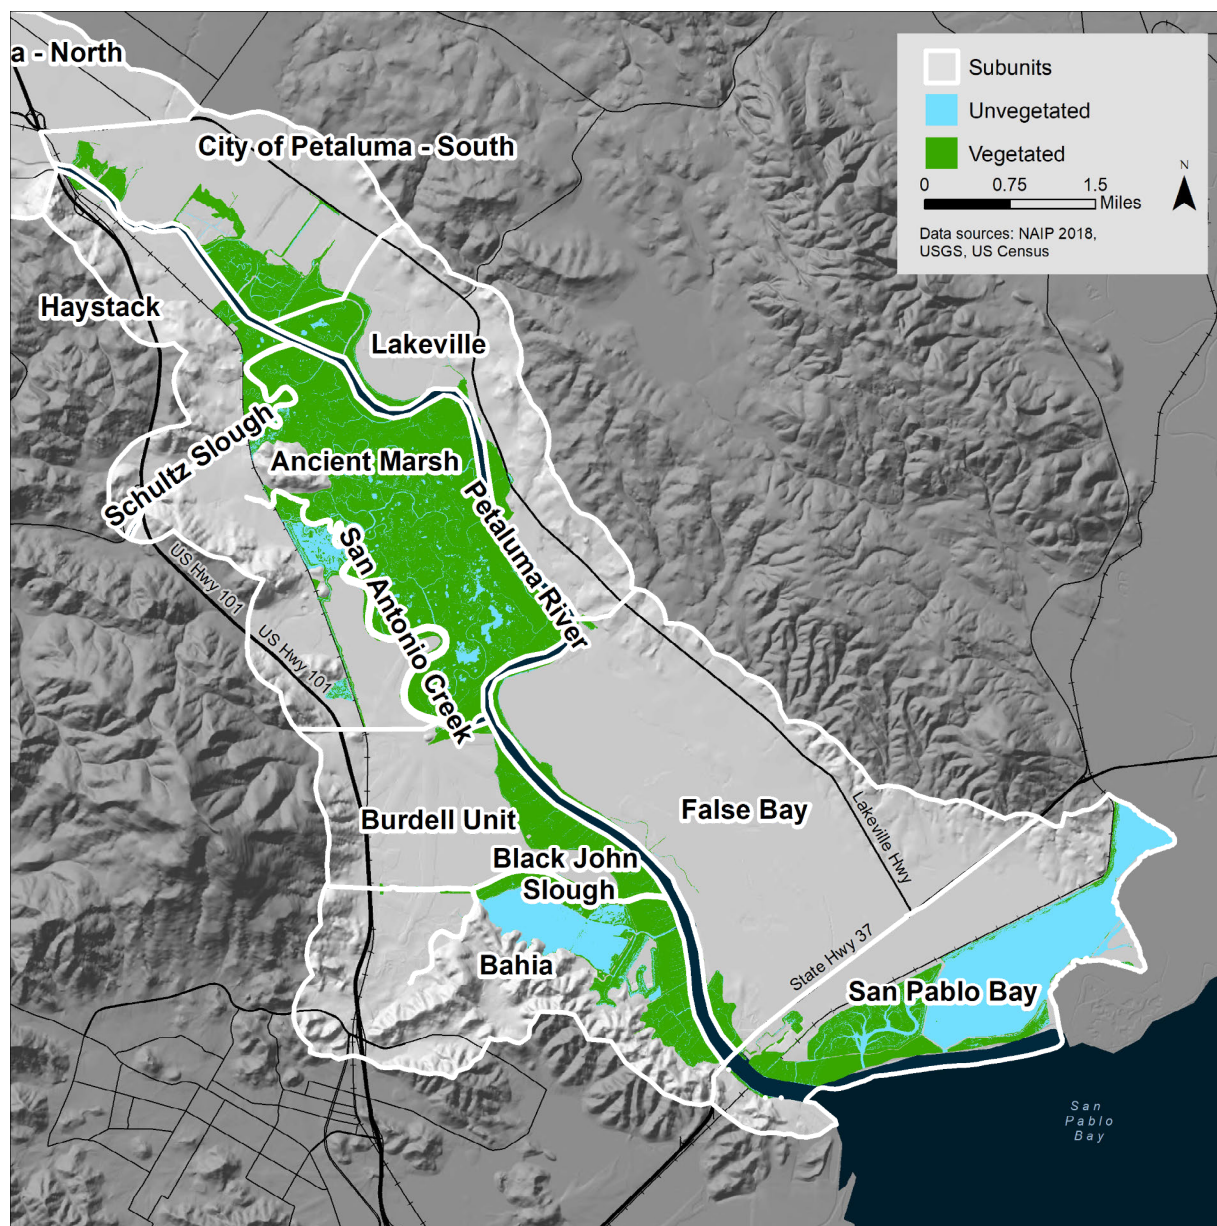 a - North
Subunits
Unvegetated
Vegetated
0 0.75 1.5
Miles
N
Data sources: NAIP 2018,
USGS, US Census
City of Petaluma - South
Haystack
Lakeville
Schultz Slough
Ancient Marsh
Petaluma River
San Antonio Creek
US Hwy 101
US Hwy 101
Burdell Unit
False Bay
Lakeville Hwy
Black John
Slough
State Hwy 37
Bahia
San Pablo Bay
San
Pablo
Bay